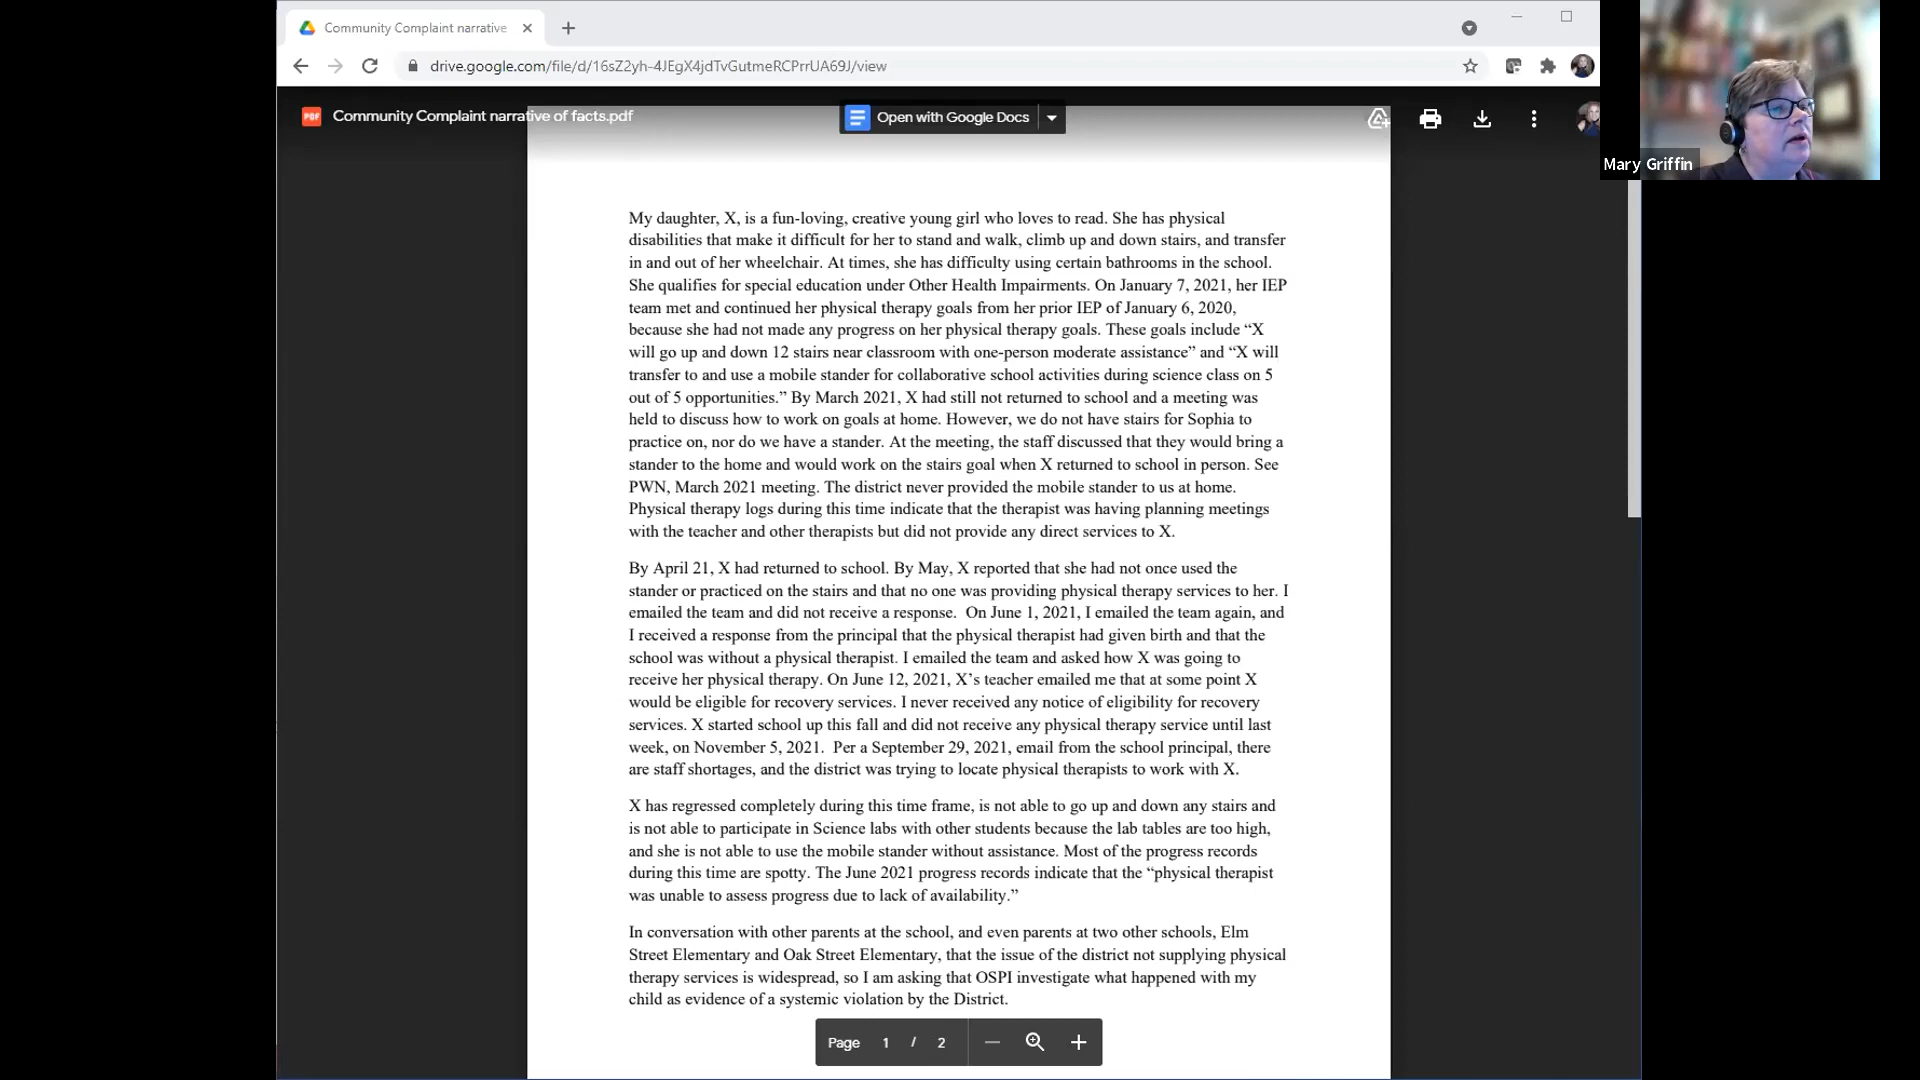 Community Complaint narrative
drive.google.com/file/d/16sZ2yh-4JEgX4jdTvGutmeRCPrrUA69J/view
PDF
Community Complaint narrative of facts.pdf
Open with Google Docs
Mary Griffin
My daughter, X, is a fun-loving, creative young girl who loves to read. She has physical
disabilities that make it difficult for her to stand and walk, climb up and down stairs, and transfer
in and out of her wheelchair. At times, she has difficulty using certain bathrooms in the school.
She qualifies for special education under Other Health Impairments. On January 7, 2021, her IEP
team met and continued her physical therapy goals from her prior IEP of January 6, 2020,
because she had not made any progress on her physical therapy goals. These goals include “X
will go up and down 12 stairs near classroom with one-person moderate assistance” and “X will
transfer to and use a mobile stander for collaborative school activities during science class on 5
out of 5 opportunities.” By March 2021, X had still not returned to school and a meeting was
held to discuss how to work on goals at home. However, we do not have stairs for Sophia to
practice on, nor do we have a stander. At the meeting, the staff discussed that they would bring a
stander to the home and would work on the stairs goal when X returned to school in person. See
PWN, March 2021 meeting. The district never provided the mobile stander to us at home.
Physical therapy logs during this time indicate that the therapist was having planning meetings
with the teacher and other therapists but did not provide any direct services to X.
By April 21, X had returned to school. By May, X reported that she had not once used the
stander or practiced on the stairs and that no one was providing physical therapy services to her. I
emailed the team and did not receive a response.  On June 1, 2021, I emailed the team again, and
I received a response from the principal that the physical therapist had given birth and that the
school was without a physical therapist. I emailed the team and asked how X was going to
receive her physical therapy. On June 12, 2021, X’s teacher emailed me that at some point X
would be eligible for recovery services. I never received any notice of eligibility for recovery
services. X started school up this fall and did not receive any physical therapy service until last
week, on November 5, 2021.  Per a September 29, 2021, email from the school principal, there
are staff shortages, and the district was trying to locate physical therapists to work with X.
X has regressed completely during this time frame, is not able to go up and down any stairs and
is not able to participate in Science labs with other students because the lab tables are too high,
and she is not able to use the mobile stander without assistance. Most of the progress records
during this time are spotty. The June 2021 progress records indicate that the “physical therapist
was unable to assess progress due to lack of availability.”
In conversation with other parents at the school, and even parents at two other schools, Elm
Street Elementary and Oak Street Elementary, that the issue of the district not supplying physical
therapy services is widespread, so I am asking that OSPI investigate what happened with my
child as evidence of a systemic violation by the District.
Page 1 / 2